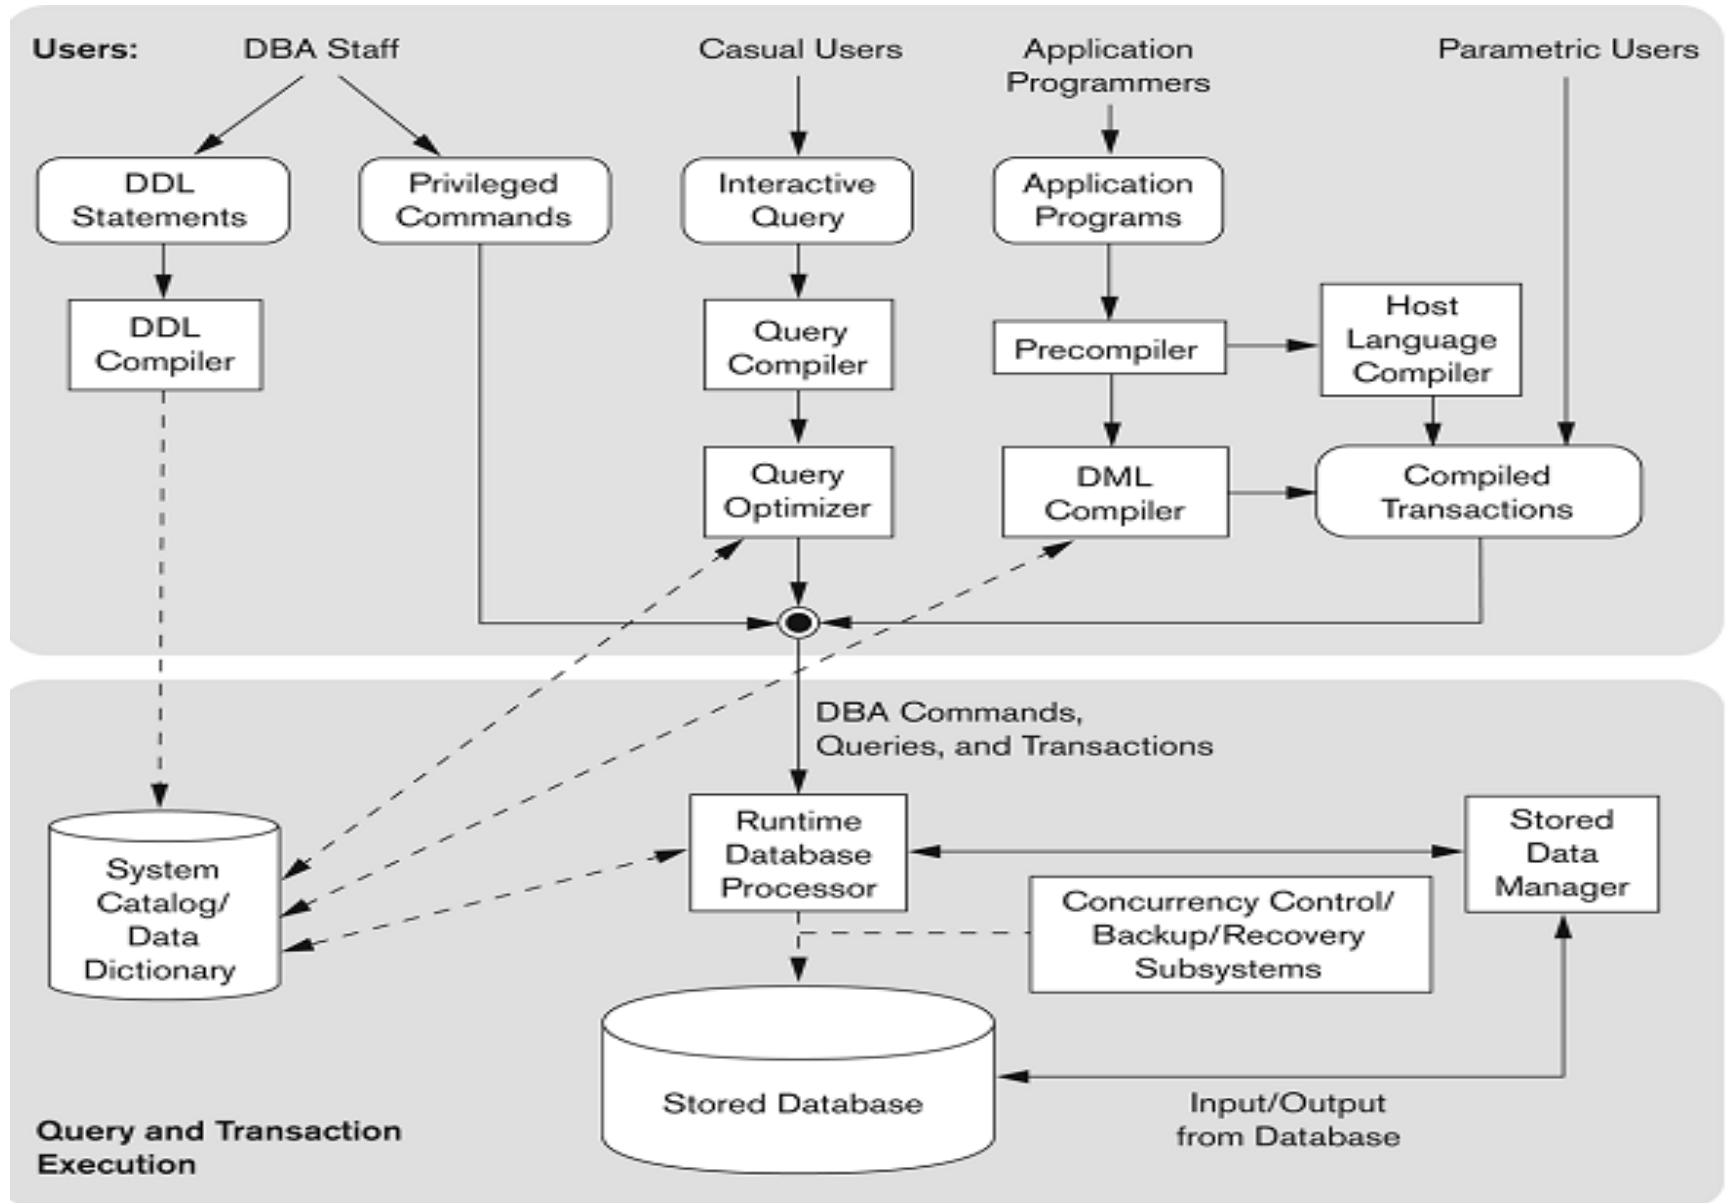 Users:
DBA Staff
Casual Users
Application
Programmers
Parametric Users
DDL
Statements
Privileged
Commands
Interactive
Query
Application
Programs
DDL
Compiler
Query
Compiler
Precompiler
Host
Language
Compiler
Query
Optimizer
DML
Compiler
Compiled
Transactions
DBA Commands,
Queries, and Transactions
System
Catalog/
Data
Dictionary
Runtime
Database
Processor
Stored
Data
Manager
Concurrency Control/
Backup/Recovery
Subsystems
Stored Database
Input/Output
from Database
Query and Transaction
Execution